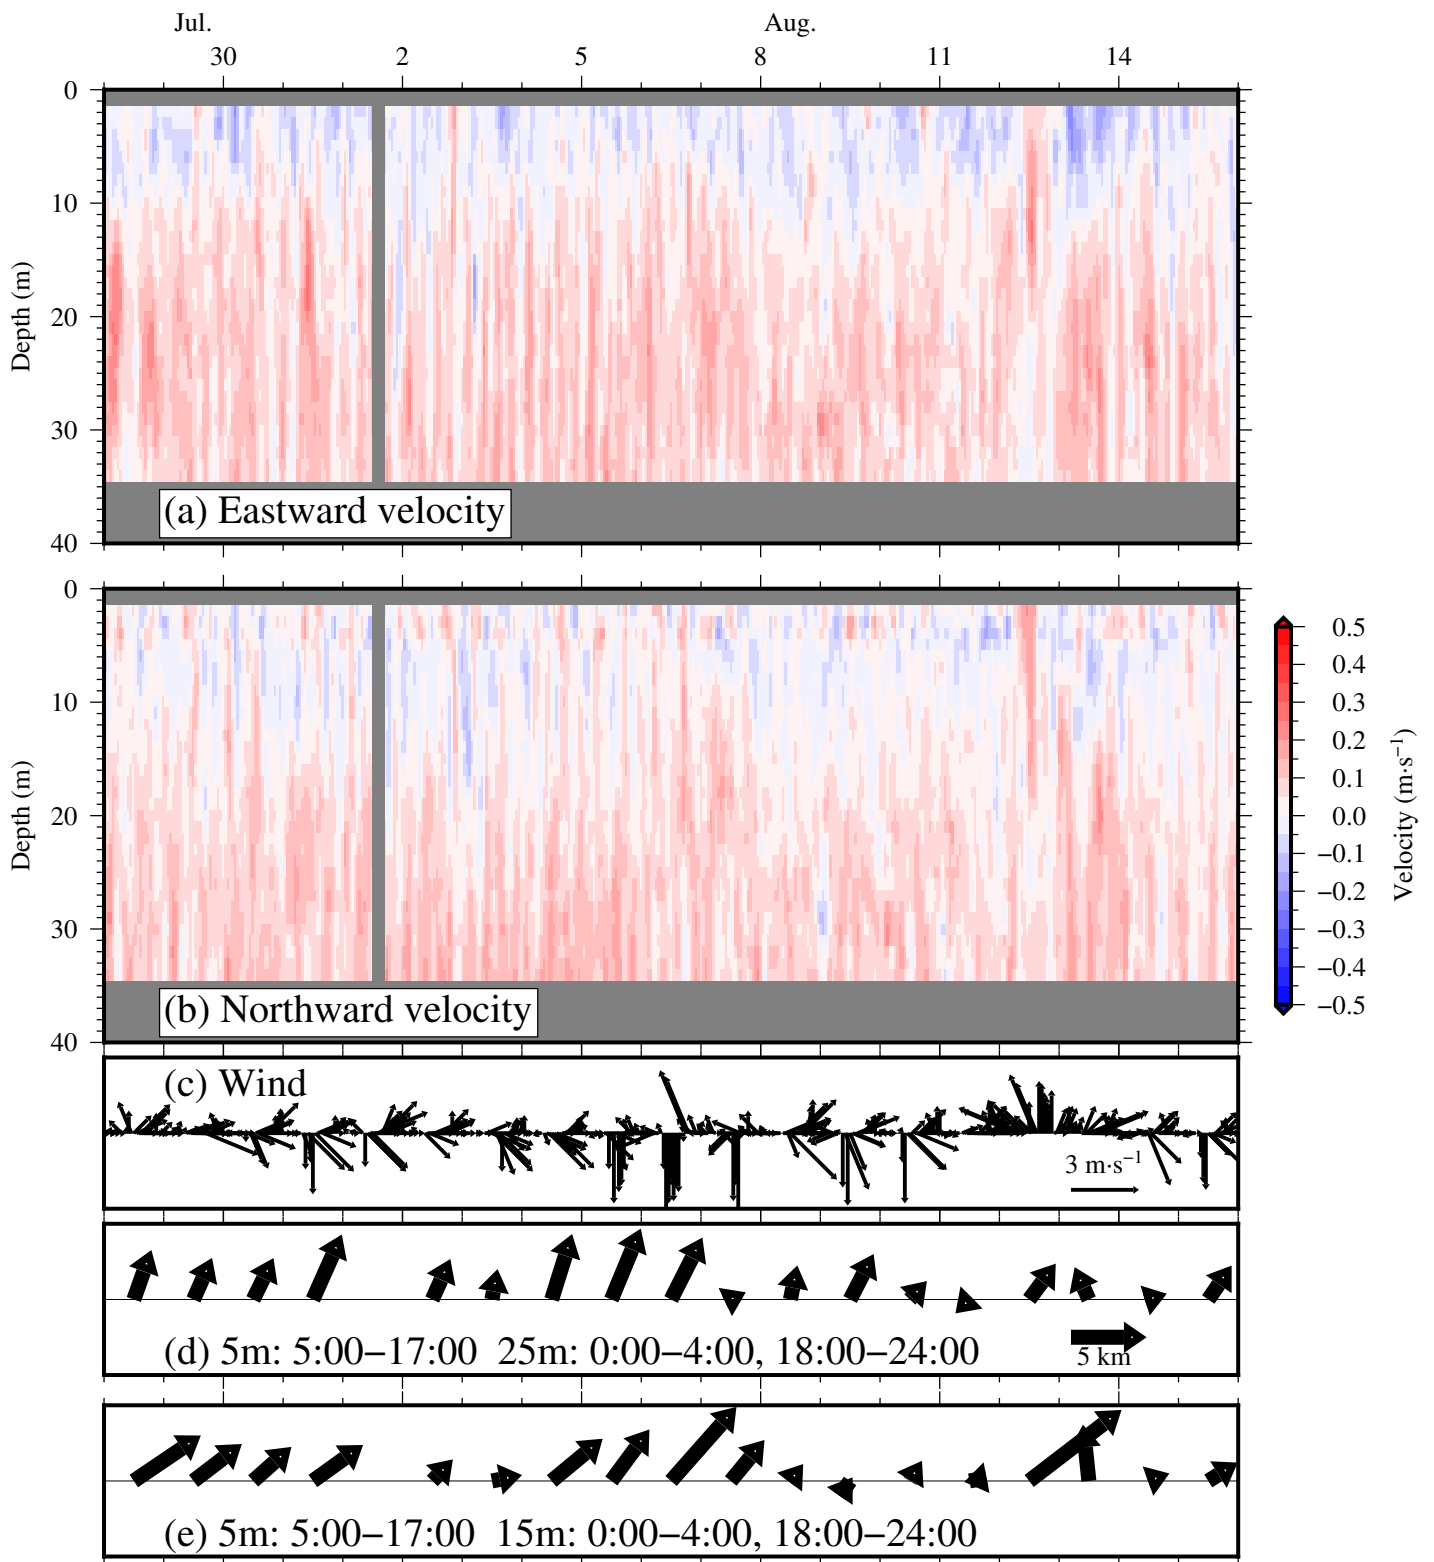 Jul. Aug.
30 2 5 8 11 14
0
10
20
30
40
Depth (m)
(a) Eastward velocity
0
10
20
30
40
Depth (m)
(b) Northward velocity
0.5
0.4
0.3
0.2
0.1
0.0
−0.1
−0.2
−0.3
−0.4
−0.5
Velocity (m·s⁻¹)
(c) Wind
3 m·s⁻¹
(d) 5m: 5:00−17:00 25m: 0:00−4:00, 18:00−24:00
5 km
(e) 5m: 5:00−17:00 15m: 0:00−4:00, 18:00−24:00